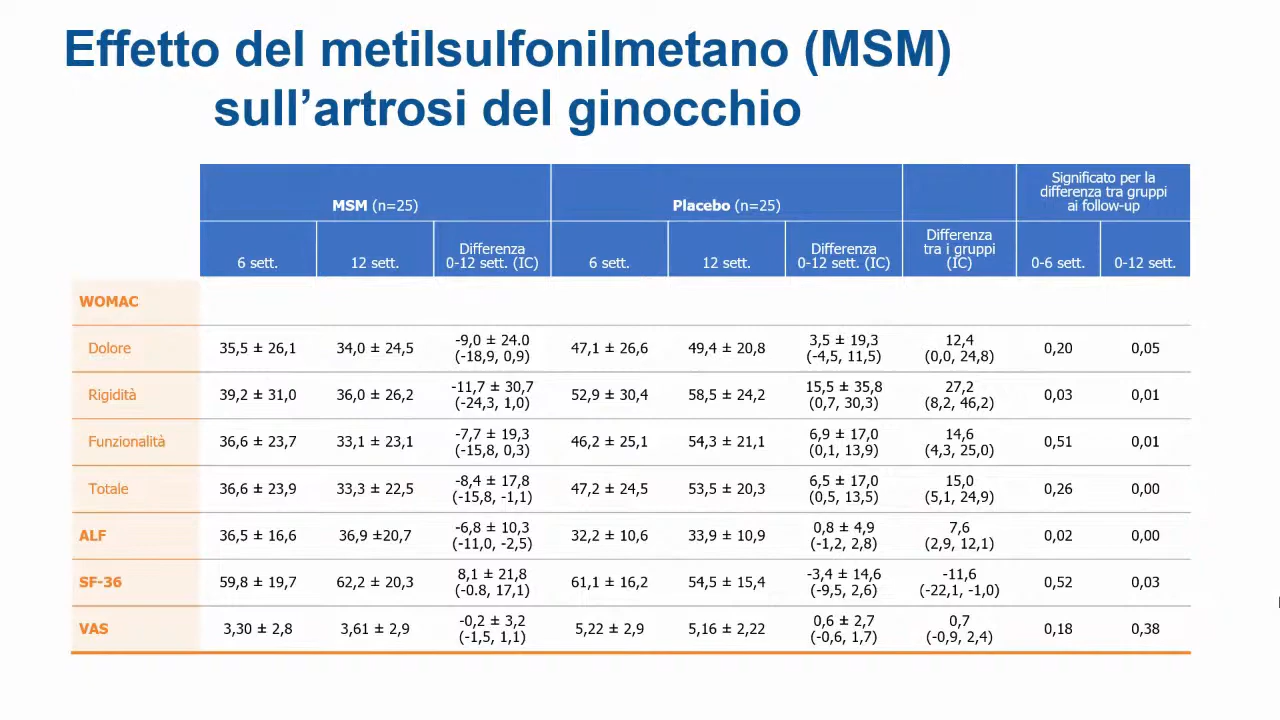 Effetto del metilsulfonilmetano (MSM)
sull’artrosi del ginocchio
MSM (n=25)
Placebo (n=25)
Significato per la
differenza tra gruppi
ai follow-up
6 sett.
12 sett.
Differenza
0-12 sett. (IC)
6 sett.
12 sett.
Differenza
0-12 sett. (IC)
Differenza
tra i gruppi
(IC)
0-6 sett.
0-12 sett.
WOMAC
Dolore
35,5 ± 26,1
34,0 ± 24,5
-9,0 ± 24.0
(-18,9, 0,9)
47,1 ± 26,6
49,4 ± 20,8
3,5 ± 19,3
(-4,5, 11,5)
12,4
(0,0, 24,8)
0,20
0,05
Rigidità
39,2 ± 31,0
36,0 ± 26,2
-11,7 ± 30,7
(-24,3, 1,0)
52,9 ± 30,4
58,5 ± 24,2
15,5 ± 35,8
(0,7, 30,3)
27,2
(8,2, 46,2)
0,03
0,01
Funzionalità
36,6 ± 23,7
33,1 ± 23,1
-7,7 ± 19,3
(-15,8, 0,3)
46,2 ± 25,1
54,3 ± 21,1
6,9 ± 17,0
(0,1, 13,9)
14,6
(4,3, 25,0)
0,51
0,01
Totale
36,6 ± 23,9
33,3 ± 22,5
-8,4 ± 17,8
(-15,8, -1,1)
47,2 ± 24,5
53,5 ± 20,3
6,5 ± 17,0
(0,5, 13,5)
15,0
(5,1, 24,9)
0,26
0,00
ALF
36,5 ± 16,6
36,9 ±20,7
-6,8 ± 10,3
(-11,0, -2,5)
32,2 ± 10,6
33,9 ± 10,9
0,8 ± 4,9
(-1,2, 2,8)
7,6
(2,9, 12,1)
0,02
0,00
SF-36
59,8 ± 19,7
62,2 ± 20,3
8,1 ± 21,8
(-0.8, 17,1)
61,1 ± 16,2
54,5 ± 15,4
-3,4 ± 14,6
(-9,5, 2,6)
-11,6
(-22,1, -1,0)
0,52
0,03
VAS
3,30 ± 2,8
3,61 ± 2,9
-0,2 ± 3,2
(-1,5, 1,1)
5,22 ± 2,9
5,16 ± 2,22
0,6 ± 2,7
(-0,6, 1,7)
0,7
(-0,9, 2,4)
0,18
0,38